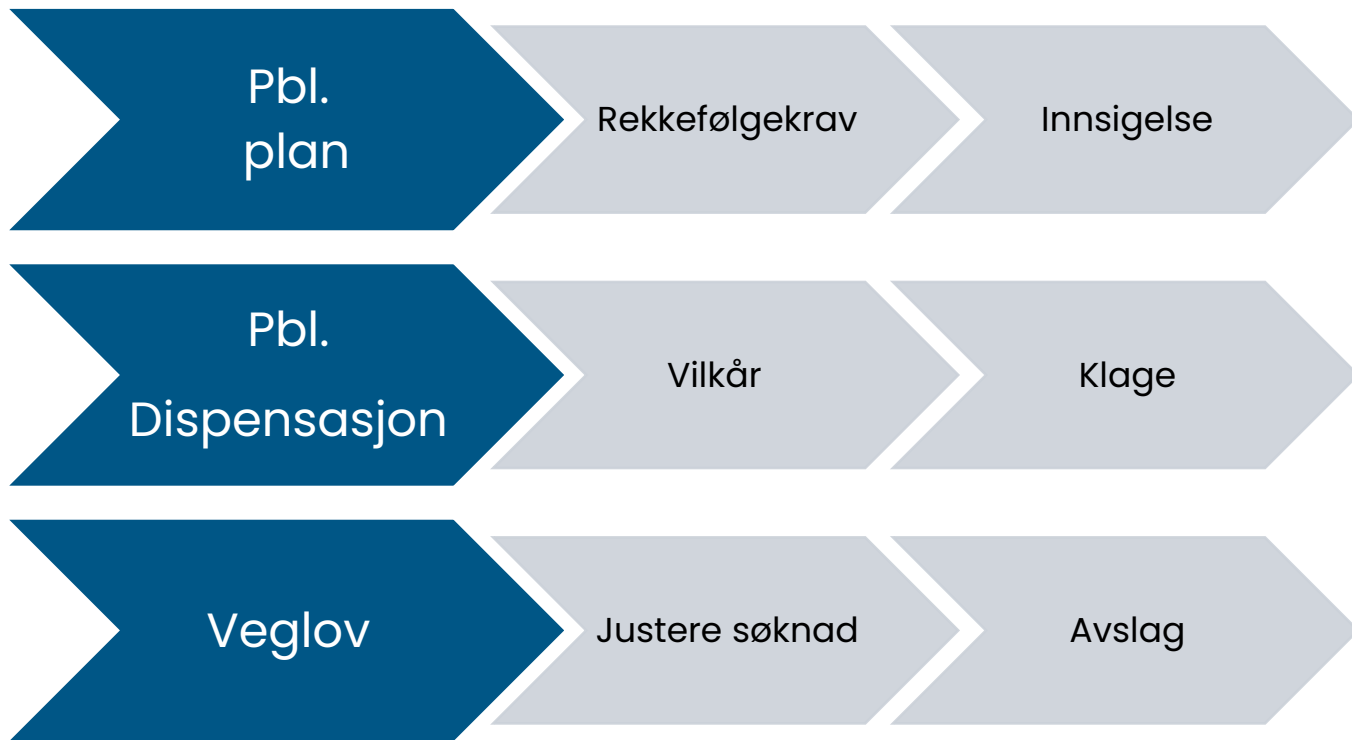 Pbl.
plan
Rekkefølgekrav
Innsigelse
Pbl.
Dispensasjon
Vilkår
Klage
Veglov
Justere søknad
Avslag